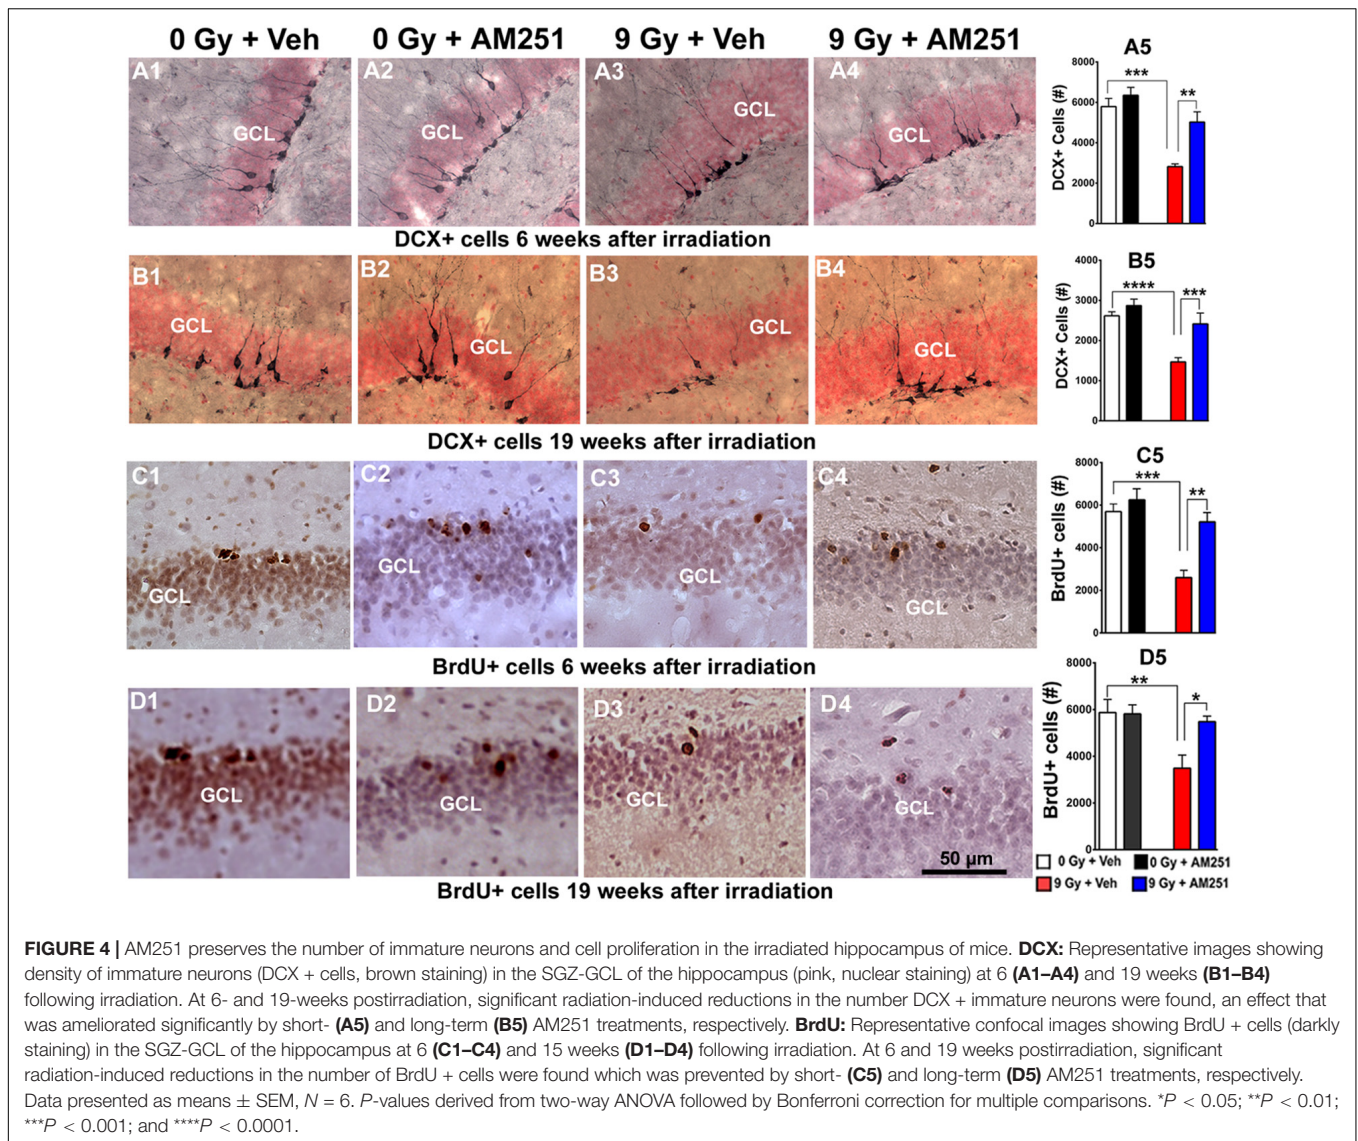 0 Gy + Veh 0 Gy + AM251 9 Gy + Veh 9 Gy + AM251
A1 GCL
A2 GCL
A3 GCL
A4 GCL
A5
8000
6000
4000
2000
0
DCX+ Cells (#)
*** **
DCX+ cells 6 weeks after irradiation
B1 GCL
B2 GCL
B3 GCL
B4 GCL
B5
4000
3000
2000
1000
0
DCX+ Cells (#)
**** ***
DCX+ cells 19 weeks after irradiation
C1 GCL
C2 GCL
C3 GCL
C4 GCL
C5
8000
6000
4000
2000
0
BrdU+ cells (#)
*** **
BrdU+ cells 6 weeks after irradiation
D1 GCL
D2 GCL
D3 GCL
D4 GCL
50 µm
D5
8000
6000
4000
2000
0
BrdU+ cells (#)
** *
0 Gy + Veh 0 Gy + AM251
9 Gy + Veh 9 Gy + AM251
BrdU+ cells 19 weeks after irradiation
FIGURE 4 | AM251 preserves the number of immature neurons and cell proliferation in the irradiated hippocampus of mice. DCX: Representative images showing
density of immature neurons (DCX + cells, brown staining) in the SGZ-GCL of the hippocampus (pink, nuclear staining) at 6 (A1–A4) and 19 weeks (B1–B4)
following irradiation. At 6- and 19-weeks postirradiation, significant radiation-induced reductions in the number DCX + immature neurons were found, an effect that
was ameliorated significantly by short- (A5) and long-term (B5) AM251 treatments, respectively. BrdU: Representative confocal images showing BrdU + cells (darkly
staining) in the SGZ-GCL of the hippocampus at 6 (C1–C4) and 15 weeks (D1–D4) following irradiation. At 6 and 19 weeks postirradiation, significant
radiation-induced reductions in the number of BrdU + cells were found which was prevented by short- (C5) and long-term (D5) AM251 treatments, respectively.
Data presented as means ± SEM, N = 6. P-values derived from two-way ANOVA followed by Bonferroni correction for multiple comparisons. *P < 0.05; **P < 0.01;
***P < 0.001; and ****P < 0.0001.